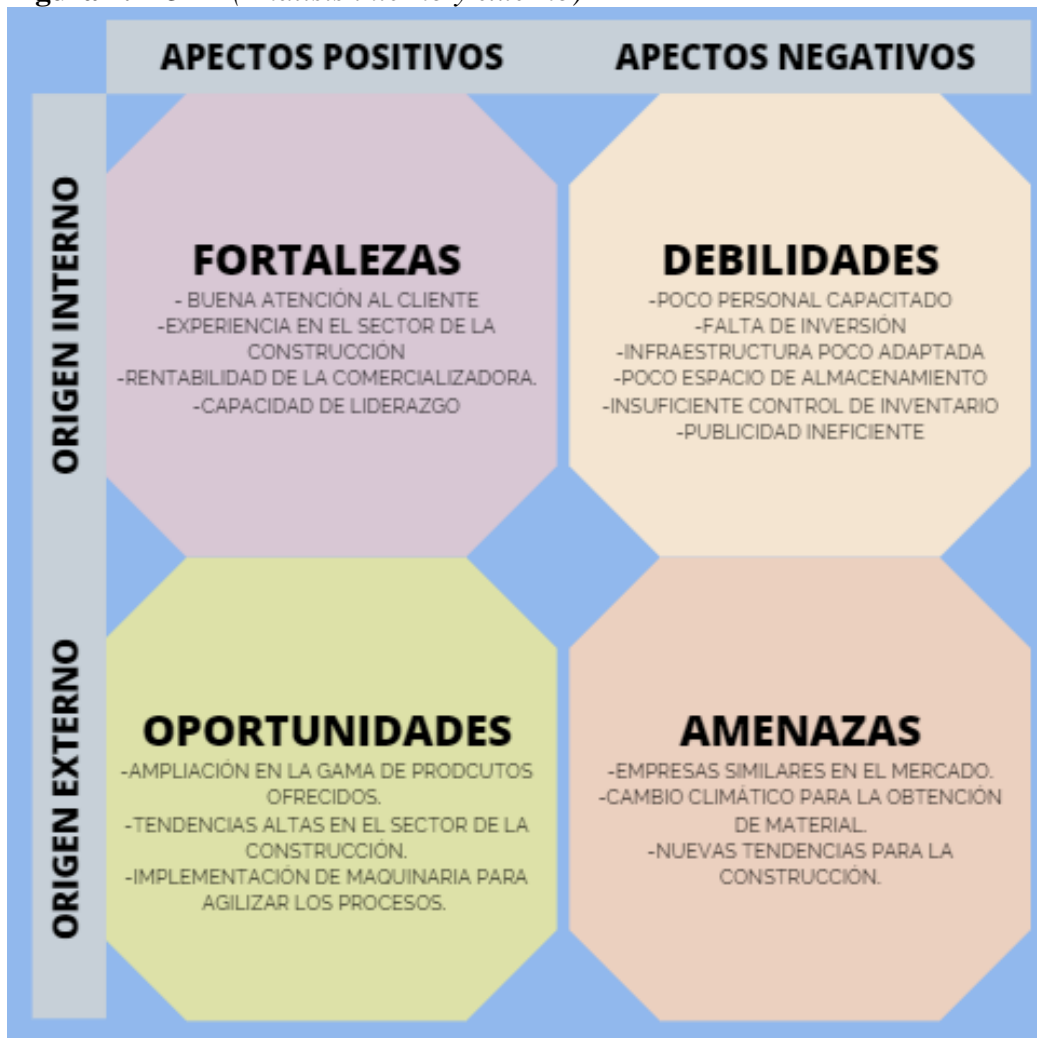 APECTOS POSITIVOS
APECTOS NEGATIVOS
ORIGEN INTERNO
FORTALEZAS
- BUENA ATENCIÓN AL CLIENTE
-EXPERIENCIA EN EL SECTOR DE LA
CONSTRUCCIÓN
-RENTABILIDAD DE LA COMERCIALIZADORA.
-CAPACIDAD DE LIDERAZGO
DEBILIDADES
-POCO PERSONAL CAPACITADO
-FALTA DE INVERSIÓN
-INFRAESTRUCTURA POCO ADAPTADA
-POCO ESPACIO DE ALMACENAMIENTO
-INSUFICIENTE CONTROL DE INVENTARIO
-PUBLICIDAD INEFICIENTE
ORIGEN EXTERNO
OPORTUNIDADES
-AMPLIACIÓN EN LA GAMA DE PRODCUTOS
OFRECIDOS.
-TENDENCIAS ALTAS EN EL SECTOR DE LA
CONSTRUCCIÓN.
-IMPLEMENTACIÓN DE MAQUINARIA PARA
AGILIZAR LOS PROCESOS.
AMENAZAS
-EMPRESAS SIMILARES EN EL MERCADO.
-CAMBIO CLIMÁTICO PARA LA OBTENCIÓN
DE MATERIAL.
-NUEVAS TENDENCIAS PARA LA
CONSTRUCCIÓN.